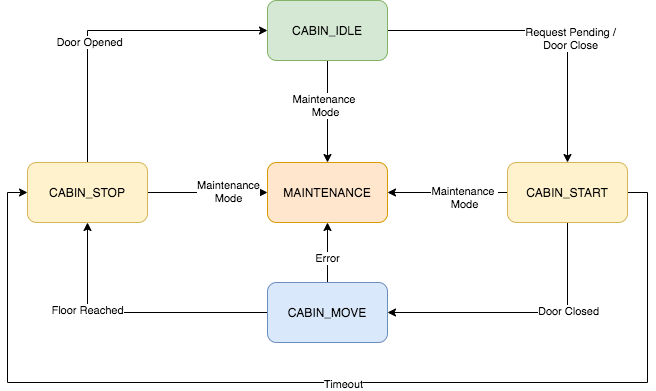 CABIN_IDLE
Door Opened
Request Pending /
Door Close
Maintenance
Mode
CABIN_STOP
Maintenance
Mode
MAINTENANCE
Maintenance
Mode
CABIN_START
Error
Floor Reached
CABIN_MOVE
Door Closed
Timeout